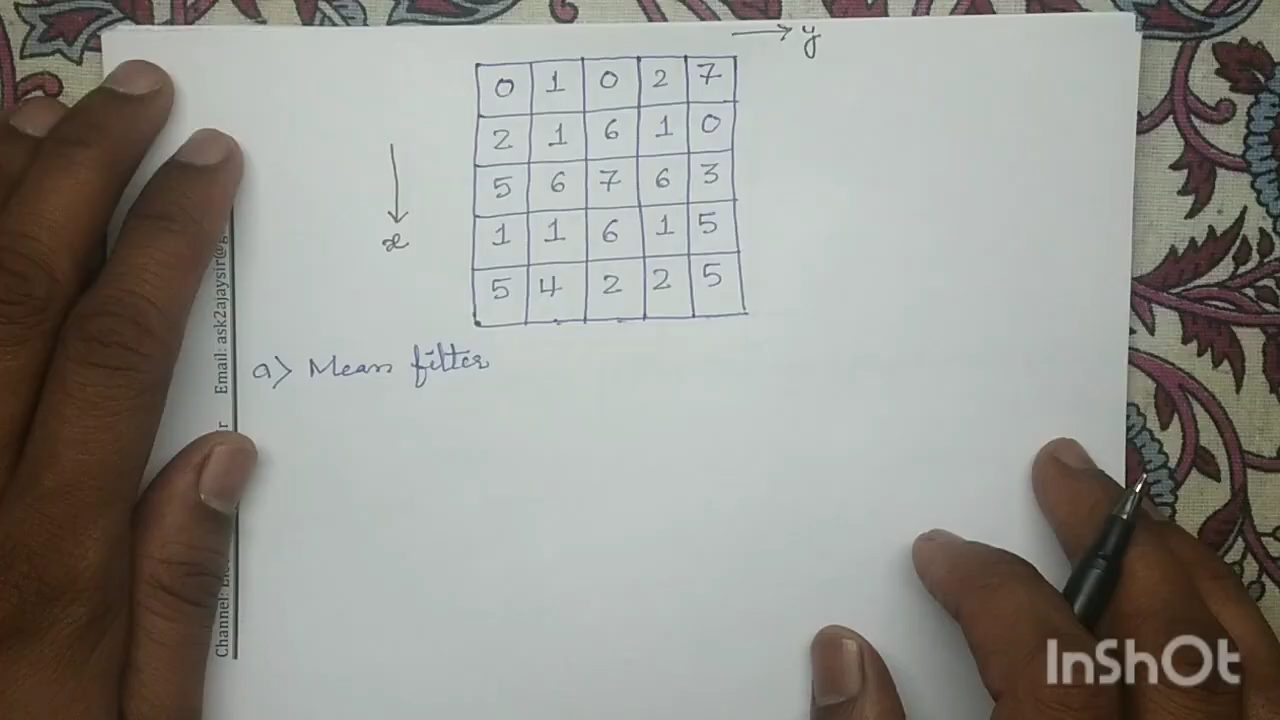 → y
0 1 0 2 7
2 1 6 1 0
5 6 7 6 3
1 1 6 1 5
5 4 2 2 5
x
a) Mean filter
Email: ask2ajaysir@g
Channel:
InShOt